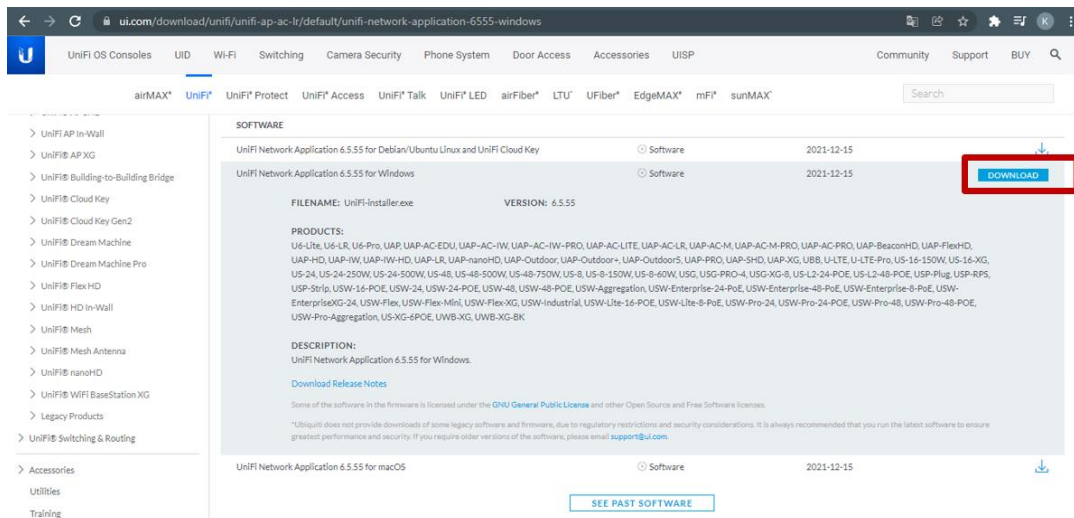 ui.com/download/unifi/unifi-ap-ac-lr/default/unifi-network-application-6555-windows
K
UniFi OS Consoles UID Wi-Fi Switching Camera Security Phone System Door Access Accessories UISP Community Support BUY
airMAX® UniFi® UniFi® Protect UniFi® Access UniFi® Talk UniFi® LED airFiber® LTU™ UFiber® EdgeMAX® mFi® sunMAX™ Search
> UniFi AP In-Wall
> UniFi® AP XG
> UniFi® Building-to-Building Bridge
> UniFi® Cloud Key
> UniFi® Cloud Key Gen2
> UniFi® Dream Machine
> UniFi® Dream Machine Pro
> UniFi® Flex HD
> UniFi® HD In-Wall
> UniFi® Mesh
> UniFi® Mesh Antenna
> UniFi® nanoHD
> UniFi® WiFi BaseStation XG
> Legacy Products
> UniFi® Switching & Routing
> Accessories
Utilities
Training
SOFTWARE
UniFi Network Application 6.5.55 for Debian/Ubuntu Linux and UniFi Cloud Key Software 2021-12-15
UniFi Network Application 6.5.55 for Windows Software 2021-12-15 DOWNLOAD
FILENAME: UniFi-installer.exe VERSION: 6.5.55
PRODUCTS:
U6-Lite, U6-LR, U6-Pro, UAP, UAP-AC-EDU, UAP-AC-IW, UAP-AC-IW-PRO, UAP-AC-LITE, UAP-AC-LR, UAP-AC-M, UAP-AC-M-PRO, UAP-AC-PRO, UAP-BeaconHD, UAP-FlexHD,
UAP-HD, UAP-IW, UAP-IW-HD, UAP-LR, UAP-nanoHD, UAP-Outdoor, UAP-Outdoor+, UAP-Outdoor5, UAP-PRO, UAP-SHD, UAP-XG, UBB, U-LTE, U-LTE-Pro, US-16-150W, US-16-XG,
US-24, US-24-250W, US-24-500W, US-48, US-48-500W, US-48-750W, US-8, US-8-150W, US-8-60W, USG, USG-PRO-4, USG-XG-8, US-L2-24-POE, US-L2-48-POE, USP-Plug, USP-RPS,
USP-Strip, USW-16-POE, USW-24, USW-24-POE, USW-48, USW-48-POE, USW-Aggregation, USW-Enterprise-24-PoE, USW-Enterprise-48-PoE, USW-Enterprise-8-PoE, USW-
EnterpriseXG-24, USW-Flex, USW-Flex-Mini, USW-Flex-XG, USW-Industrial, USW-Lite-16-POE, USW-Lite-8-PoE, USW-Pro-24, USW-Pro-24-POE, USW-Pro-48, USW-Pro-48-POE,
USW-Pro-Aggregation, US-XG-6POE, UWB-XG, UWB-XG-BK
DESCRIPTION:
UniFi Network Application 6.5.55 for Windows.
Download Release Notes
Some of the software in the firmware is licensed under the GNU General Public License and other Open Source and Free Software licenses.
*Ubiquiti does not provide downloads of some legacy software and firmware, due to regulatory restrictions and security considerations. It is always recommended that you run the latest software to ensure
greatest performance and security. If you require older versions of the software, please email support@ui.com.
UniFi Network Application 6.5.55 for macOS Software 2021-12-15
SEE PAST SOFTWARE